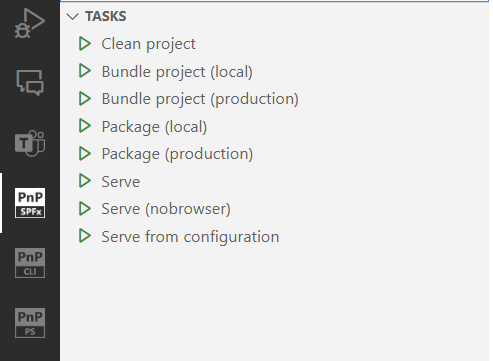 TASKS
Clean project
Bundle project (local)
Bundle project (production)
Package (local)
Package (production)
Serve
Serve (nobrowser)
Serve from configuration
T
PnP
SPFx
PnP
CLI
PnP
PS